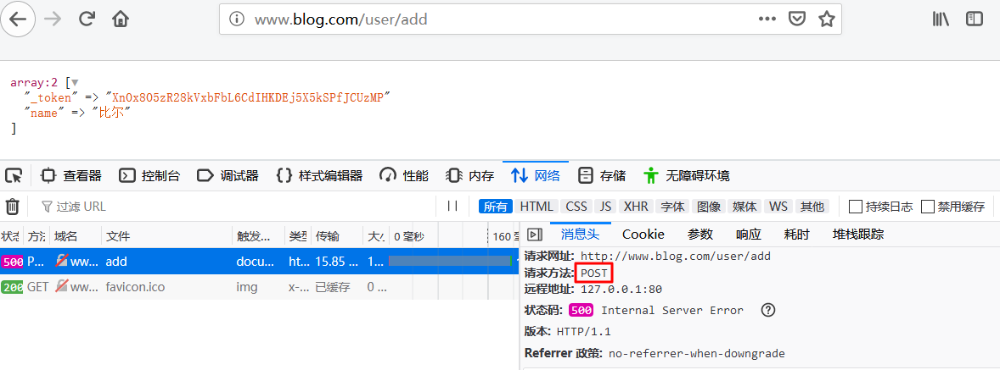 www.blog.com/user/add
array:2 [▼
"_token" => "XnOx8O5zR28kVxbFbL6CdIHKDEj5X5kSPfJCUzMP"
"name" => "比尔"
]
查看器 控制台 调试器 样式编辑器 性能 内存 网络 存储 无障碍环境
过滤 URL 所有 HTML CSS JS XHR 字体 图像 媒体 WS 其他 持续日志 禁用缓存
状态 方法 域名 文件 触发... 类型 传输 大小 0 毫秒 160 毫 消息头 Cookie 参数 响应 耗时 堆栈跟踪
500 P... ww... add docu... ht... 15.85 ... 1...
200 GET ww... favicon.ico img x-... 已缓存 0 ...
请求网址: http://www.blog.com/user/add
请求方法: POST
远程地址: 127.0.0.1:80
状态码: 500 Internal Server Error
版本: HTTP/1.1
Referrer 政策: no-referrer-when-downgrade